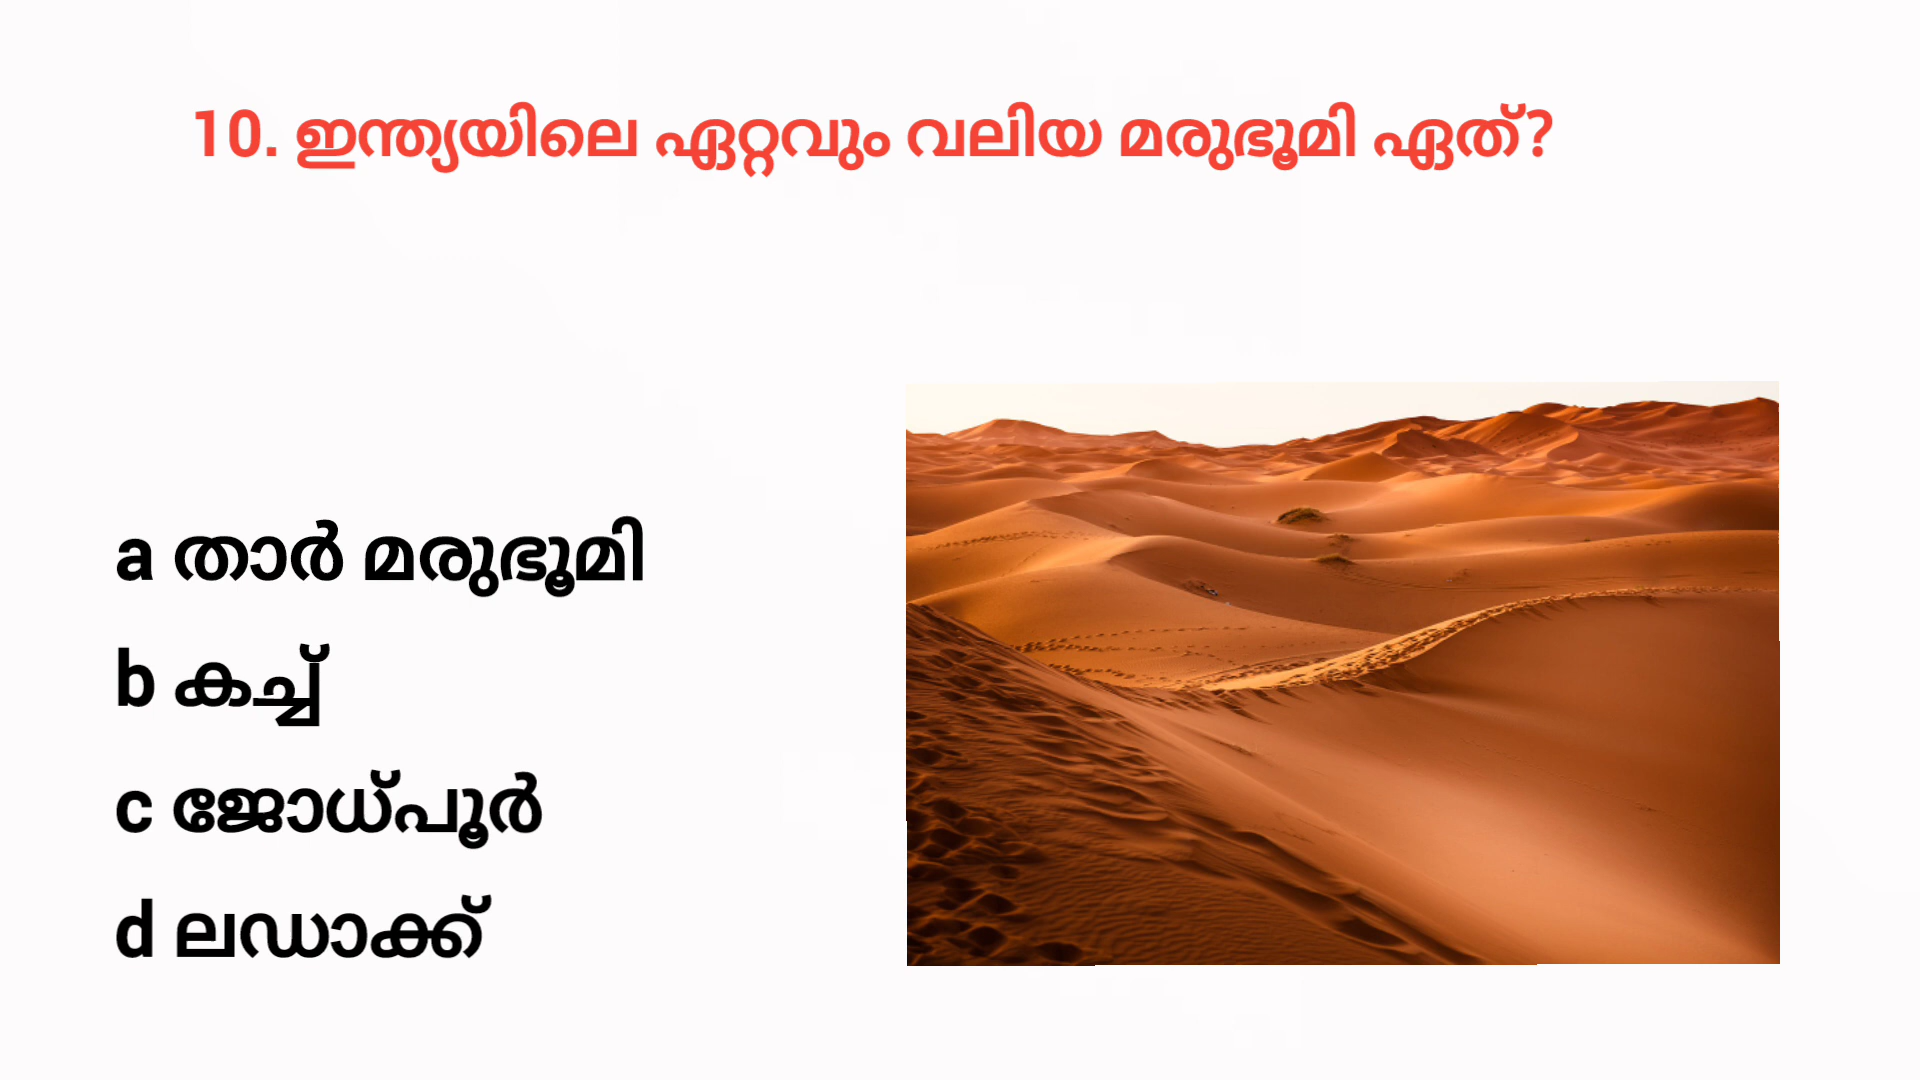 10. ഇന്ത്യയിലെ ഏറ്റവും വലിയ മരുഭൂമി ഏത്?
a താർ മരുഭൂമി
b കച്ച്
c ജോധ്പൂർ
d ലഡാക്ക്